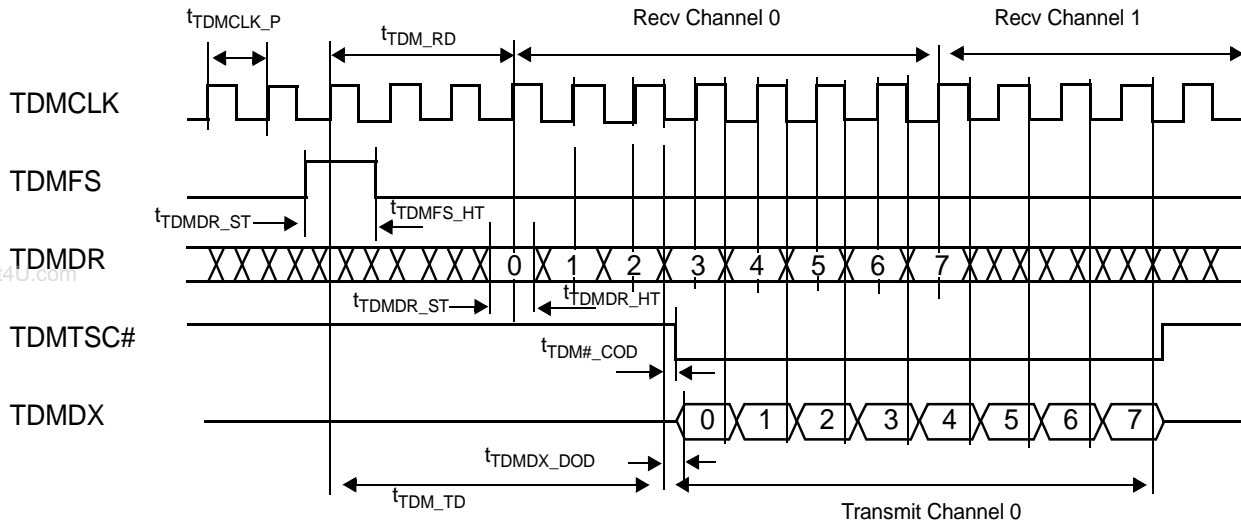 tTDMCLK_P
Recv Channel 0
Recv Channel 1
tTDM_RD
TDMCLK
TDMFS
tTDMDR_ST
tTDMFS_HT
TDMDR
0 1 2 3 4 5 6 7
t4U.com
tTDMDR_ST
tTDMDR_HT
TDMTSC#
tTDM#_COD
TDMDX
0 1 2 3 4 5 6 7
tTDMDX_DOD
tTDM_TD
Transmit Channel 0